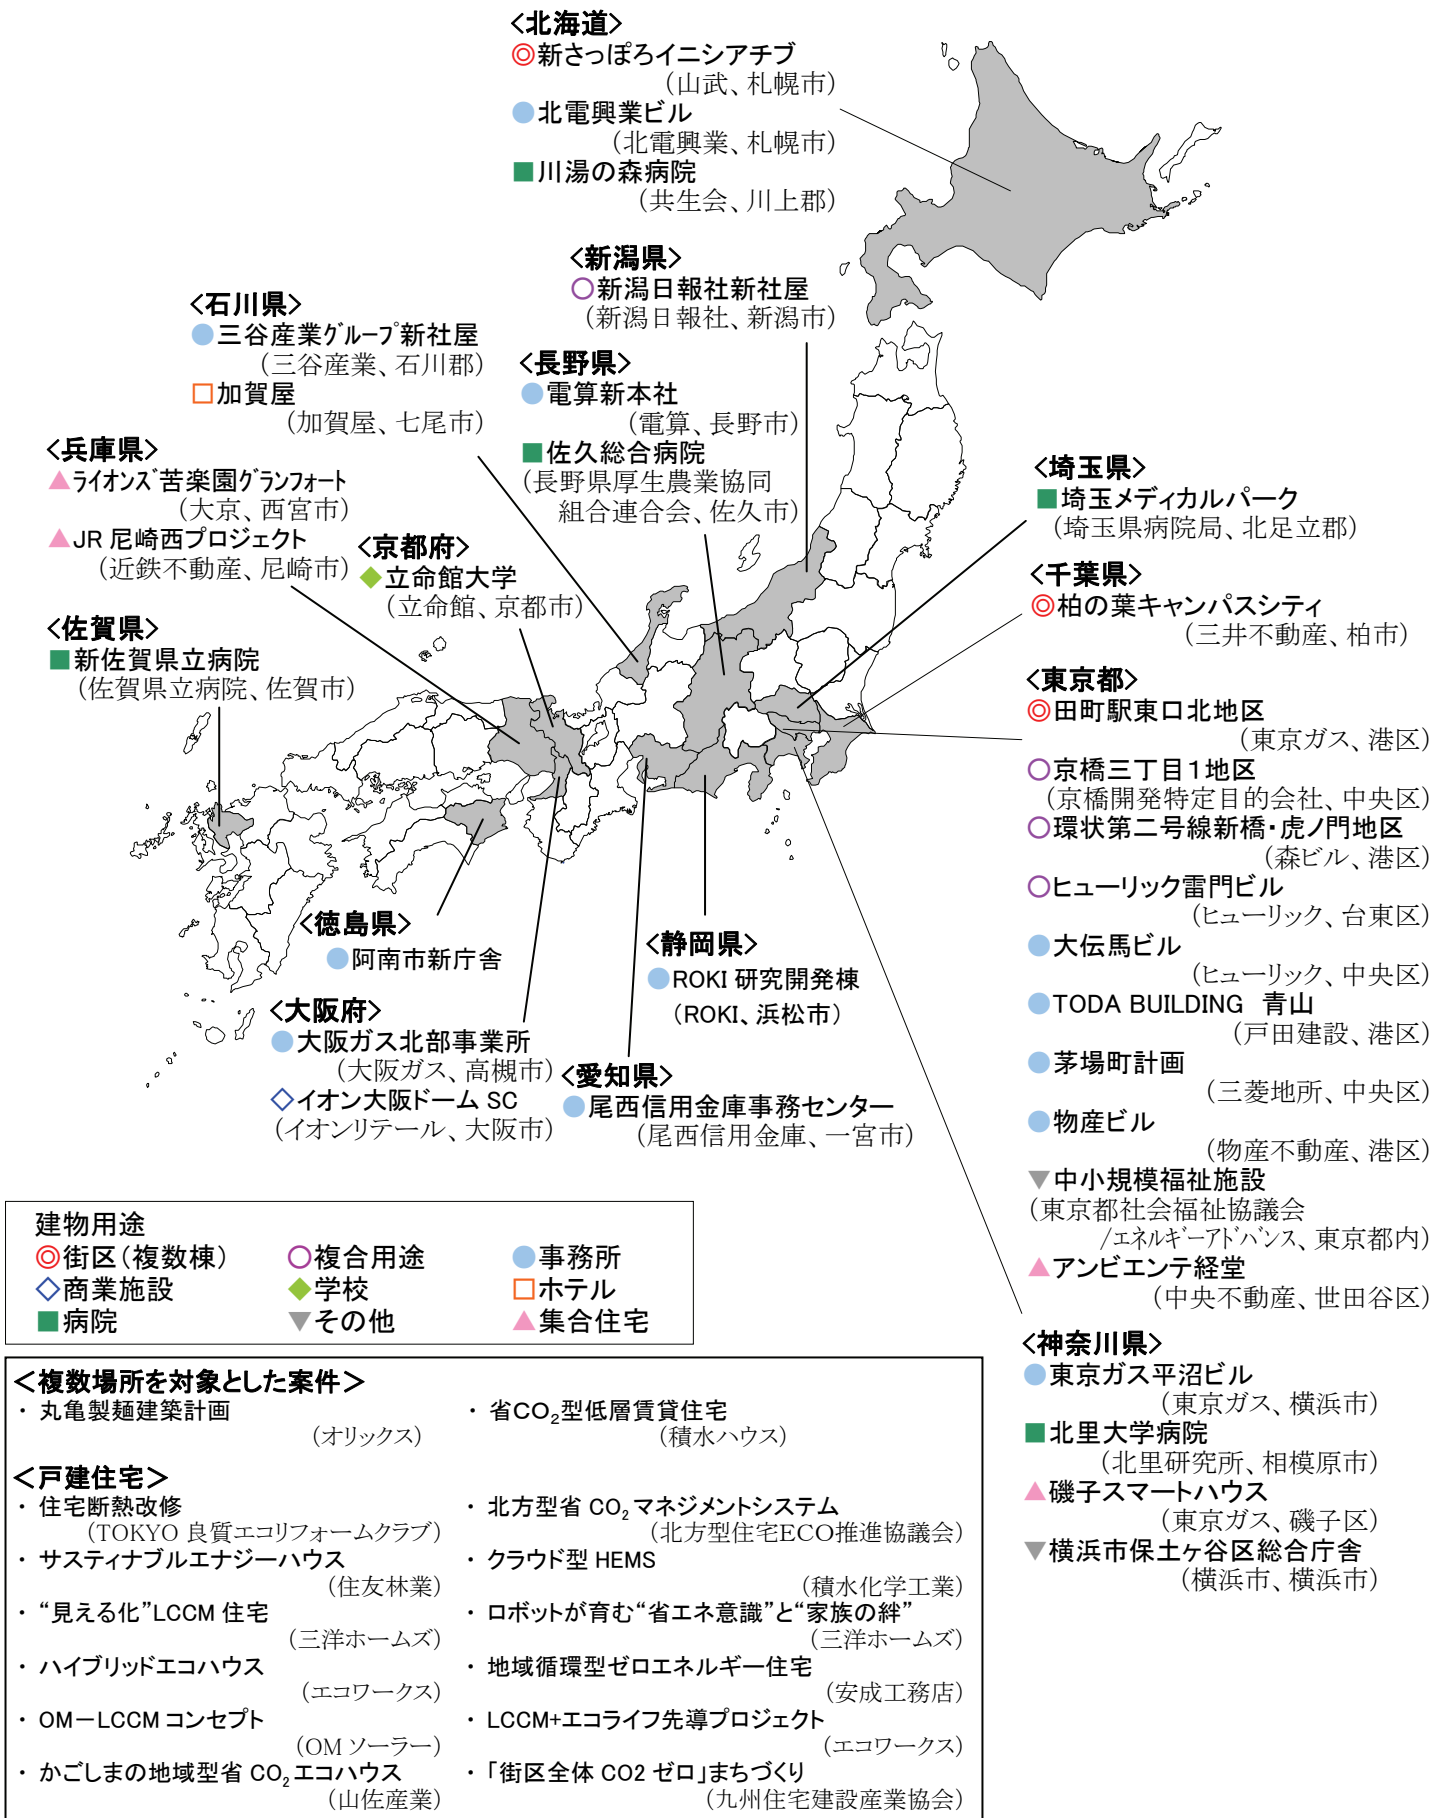 ＜北海道＞
◎新さっぽろイニシアチブ
（山武、札幌市）
●北電興業ビル
（北電興業、札幌市）
■川湯の森病院
（共生会、川上郡）
＜新潟県＞
○新潟日報社新社屋
（新潟日報社、新潟市）
＜石川県＞
●三谷産業グループ新社屋
（三谷産業、石川郡）
□加賀屋
（加賀屋、七尾市）
＜長野県＞
●電算新本社
（電算、長野市）
■佐久総合病院
（長野県厚生農業協同
組合連合会、佐久市）
＜兵庫県＞
▲ライオンズ苦楽園グランフォート
（大京、西宮市）
▲JR 尼崎西プロジェクト
（近鉄不動産、尼崎市）
＜京都府＞
◆立命館大学
（立命館、京都市）
＜佐賀県＞
■新佐賀県立病院
（佐賀県立病院、佐賀市）
＜埼玉県＞
■埼玉メディカルパーク
（埼玉県病院局、北足立郡）
＜千葉県＞
◎柏の葉キャンパスシティ
（三井不動産、柏市）
＜東京都＞
◎田町駅東口北地区
（東京ガス、港区）
○京橋三丁目１地区
（京橋開発特定目的会社、中央区）
○環状第二号線新橋・虎ノ門地区
（森ビル、港区）
○ヒューリック雷門ビル
（ヒューリック、台東区）
●大伝馬ビル
（ヒューリック、中央区）
●TODA BUILDING 青山
（戸田建設、港区）
●茅場町計画
（三菱地所、中央区）
●物産ビル
（物産不動産、港区）
▼中小規模福祉施設
（東京都社会福祉協議会
/エネルギーアドバンス、東京都内）
▲アンビエンテ経堂
（中央不動産、世田谷区）
＜神奈川県＞
●東京ガス平沼ビル
（東京ガス、横浜市）
■北里大学病院
（北里研究所、相模原市）
▲磯子スマートハウス
（東京ガス、磯子区）
▼横浜市保土ヶ谷区総合庁舎
（横浜市、横浜市）
＜徳島県＞
●阿南市新庁舎
＜静岡県＞
●ROKI 研究開発棟
（ROKI、浜松市）
＜大阪府＞
●大阪ガス北部事業所
（大阪ガス、高槻市）
◇イオン大阪ドーム SC
（イオンリテール、大阪市）
＜愛知県＞
●尾西信用金庫事務センター
（尾西信用金庫、一宮市）
建物用途
◎街区（複数棟） ○複合用途 ●事務所
◇商業施設 ◆学校 □ホテル
■病院 ▼その他 ▲集合住宅
＜複数場所を対象とした案件＞
・ 丸亀製麺建築計画
（オリックス）
・ 省CO₂型低層賃貸住宅
（積水ハウス）
＜戸建住宅＞
・ 住宅断熱改修
（TOKYO 良質エコリフォームクラブ）
・ サスティナブルエナジーハウス
（住友林業）
・ “見える化”LCCM 住宅
（三洋ホームズ）
・ ハイブリッドエコハウス
（エコワークス）
・ OM－LCCM コンセプト
（OM ソーラー）
・ かごしまの地域型省 CO₂エコハウス
（山佐産業）
・ 北方型省 CO₂ マネジメントシステム
（北方型住宅ECO推進協議会）
・ クラウド型 HEMS
（積水化学工業）
・ ロボットが育む“省エネ意識”と“家族の絆”
（三洋ホームズ）
・ 地域循環型ゼロエネルギー住宅
（安成工務店）
・ LCCM+エコライフ先導プロジェクト
（エコワークス）
・ 「街区全体 CO2 ゼロ」まちづくり
（九州住宅建設産業協会）